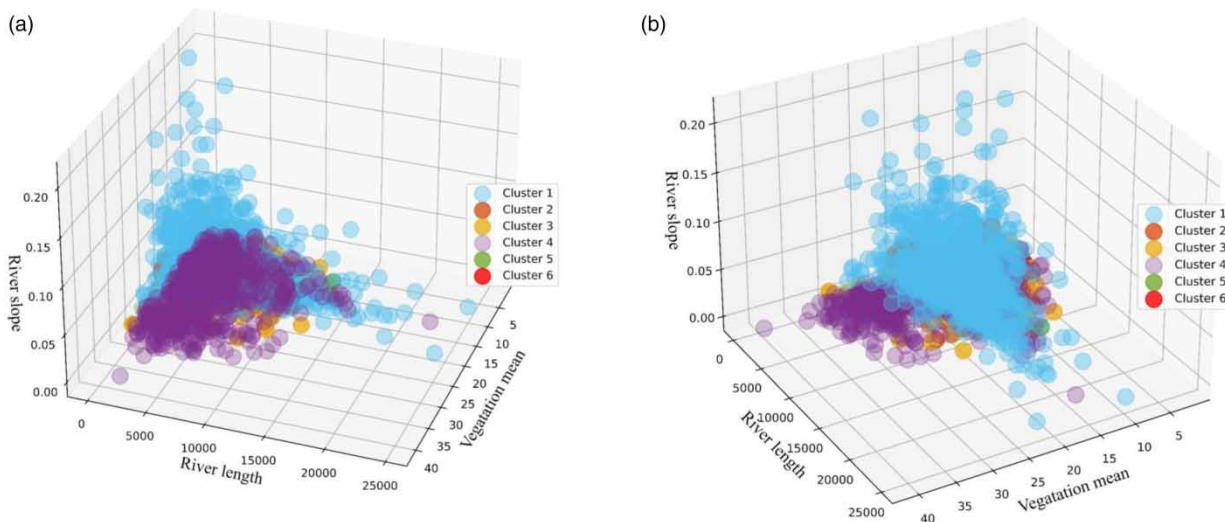 (a)
0.20
0.15
0.10
0.05
0.00
River slope
0
5000
10000
15000
20000
25000
River length
5
10
15
20
25
30
35
40
Vegatation mean
Cluster 1
Cluster 2
Cluster 3
Cluster 4
Cluster 5
Cluster 6
(b)
0.20
0.15
0.10
0.05
0.00
River slope
0
5000
10000
15000
20000
25000
River length
40
35
30
25
20
15
10
5
Vegatation mean
Cluster 1
Cluster 2
Cluster 3
Cluster 4
Cluster 5
Cluster 6